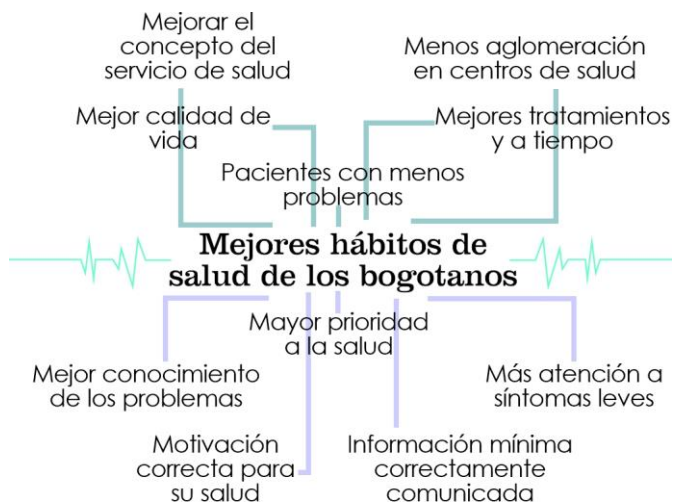 Mejorar el
concepto del
servicio de salud
Menos aglomeración
en centros de salud
Mejor calidad de
vida
Mejores tratamientos
y a tiempo
Pacientes con menos
problemas
Mejores hábitos de
salud de los bogotanos
Mayor prioridad
a la salud
Mejor conocimiento
de los problemas
Más atención a
síntomas leves
Motivación
correcta para
su salud
Información mínima
correctamente
comunicada